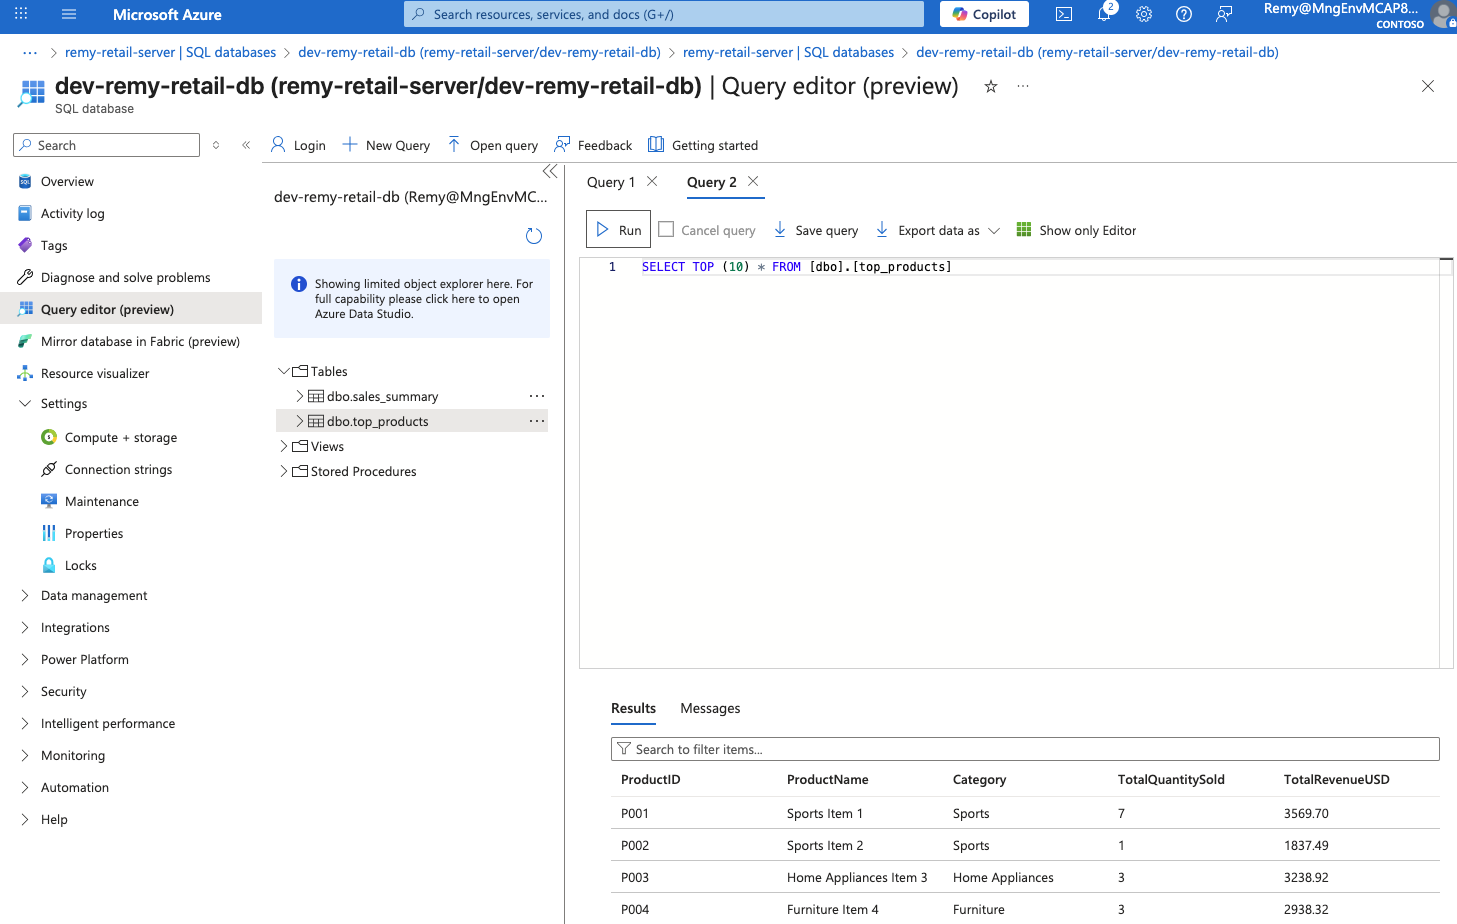 Microsoft Azure
Search resources, services, and docs (G+/)
Copilot
2
Remy@MngEnvMCAP8...
CONTOSO
... > remy-retail-server | SQL databases > dev-remy-retail-db (remy-retail-server/dev-remy-retail-db) > remy-retail-server | SQL databases > dev-remy-retail-db (remy-retail-server/dev-remy-retail-db)
dev-remy-retail-db (remy-retail-server/dev-remy-retail-db) | Query editor (preview)
SQL database
Search
Overview
Activity log
Tags
Diagnose and solve problems
Query editor (preview)
Mirror database in Fabric (preview)
Resource visualizer
Settings
Compute + storage
Connection strings
Maintenance
Properties
Locks
Data management
Integrations
Power Platform
Security
Intelligent performance
Monitoring
Automation
Help
Login
New Query
Open query
Feedback
Getting started
dev-remy-retail-db (Remy@MngEnvMC...
Showing limited object explorer here. For
full capability please click here to open
Azure Data Studio.
Tables
dbo.sales_summary
dbo.top_products
Views
Stored Procedures
Query 1
Query 2
Run
Cancel query
Save query
Export data as
Show only Editor
1 SELECT TOP (10) * FROM [dbo].[top_products]
Results
Messages
Search to filter items...
ProductID ProductName Category TotalQuantitySold TotalRevenueUSD
P001 Sports Item 1 Sports 7 3569.70
P002 Sports Item 2 Sports 1 1837.49
P003 Home Appliances Item 3 Home Appliances 3 3238.92
P004 Furniture Item 4 Furniture 3 2938.32